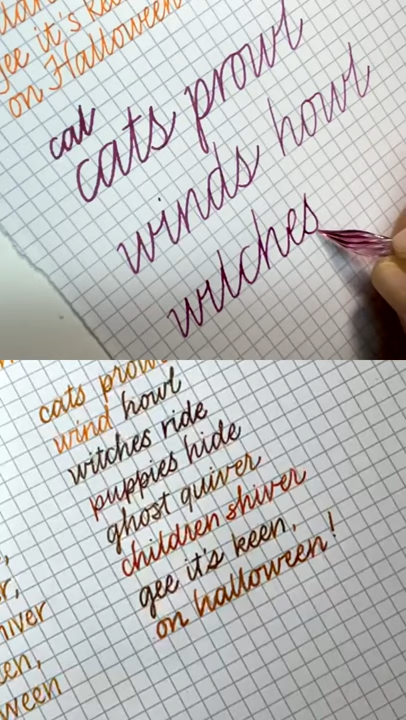 gee it's
on Halloween
cat
cats prowl
winds howl
witches
cats prowl
wind howl
witches ride
puppies hide
ghost quiver
children shiver
gee it's keen,
on halloween!